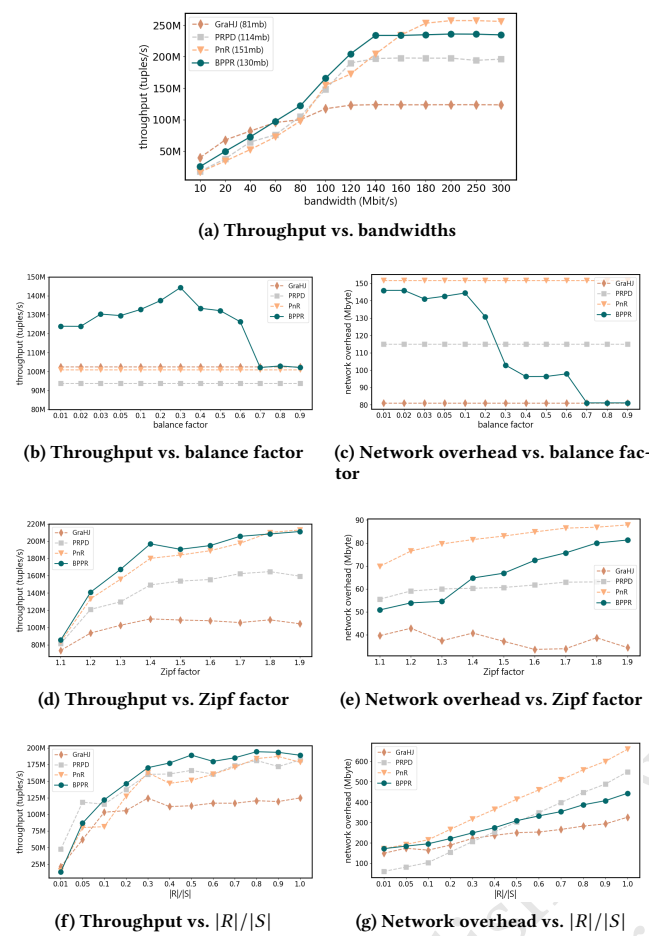 GraHJ (81mb)
PRPD (114mb)
PnR (151mb)
BPPR (130mb)
250M
200M
150M
100M
50M
throughput (tuples/s)
10 20 40 60 80 100 120 140 160 180 200 250 300
bandwidth (Mbit/s)
(a) Throughput vs. bandwidths
150M
140M
130M
120M
110M
100M
90M
80M
throughput (tuples/s)
GraHJ
PRPD
PnR
BPPR
0.01 0.02 0.03 0.05 0.1 0.2 0.3 0.4 0.5 0.6 0.7 0.8 0.9
balance factor
(b) Throughput vs. balance factor
150
140
130
120
110
100
90
80
network overhead (Mbyte)
GraHJ
PRPD
PnR
BPPR
0.01 0.02 0.03 0.05 0.1 0.2 0.3 0.4 0.5 0.6 0.7 0.8 0.9
balance factor
(c) Network overhead vs. balance fac-
tor
220M
200M
180M
160M
140M
120M
100M
80M
throughput (tuples/s)
GraHJ
PRPD
PnR
BPPR
1.1 1.2 1.3 1.4 1.5 1.6 1.7 1.8 1.9
Zipf factor
(d) Throughput vs. Zipf factor
90
80
70
60
50
40
network overhead (Mbyte)
GraHJ
PRPD
PnR
BPPR
1.1 1.2 1.3 1.4 1.5 1.6 1.7 1.8 1.9
Zipf factor
(e) Network overhead vs. Zipf factor
200M
175M
150M
125M
100M
75M
50M
25M
throughput (tuples/s)
GraHJ
PRPD
PnR
BPPR
0.01 0.05 0.1 0.2 0.3 0.4 0.5 0.6 0.7 0.8 0.9 1.0
|R|/|S|
(f) Throughput vs. |R|/|S|
600
500
400
300
200
100
network overhead (Mbyte)
GraHJ
PRPD
PnR
BPPR
0.01 0.05 0.1 0.2 0.3 0.4 0.5 0.6 0.7 0.8 0.9 1.0
|R|/|S|
(g) Network overhead vs. |R|/|S|